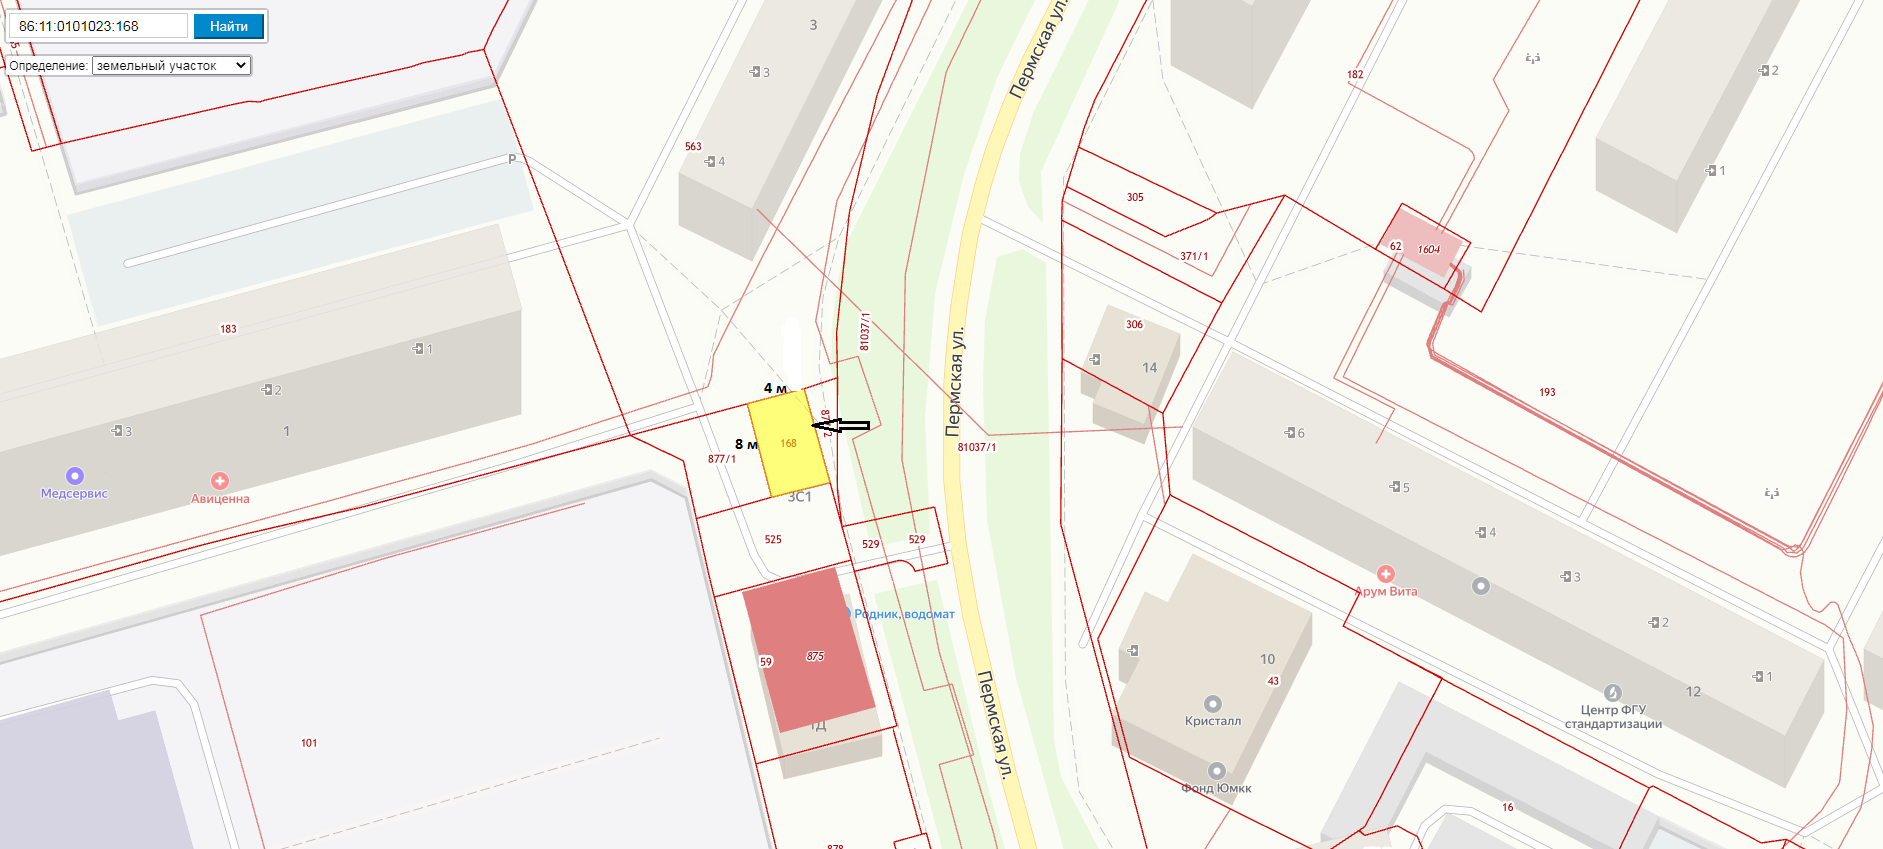 86:11:0101023:168
Найти
Определение:
земельный участок
3
3
4
563
Пермская ул.
Пермская ул.
182
2
1
P
305
371/1
62
1604
183
1
2
3
1
81037/1
306
14
193
4 м
8 м
168
877/1
ЗС1
81037/1
6
5
4
3
2
1
12
Медсервис
Авиценна
525
529
529
Родник, водомат
Арум Вита
59
875
1Д
10
43
Кристалл
Центр ФГУ
стандартизации
Пермская ул.
101
Фонд Юмкк
16
878